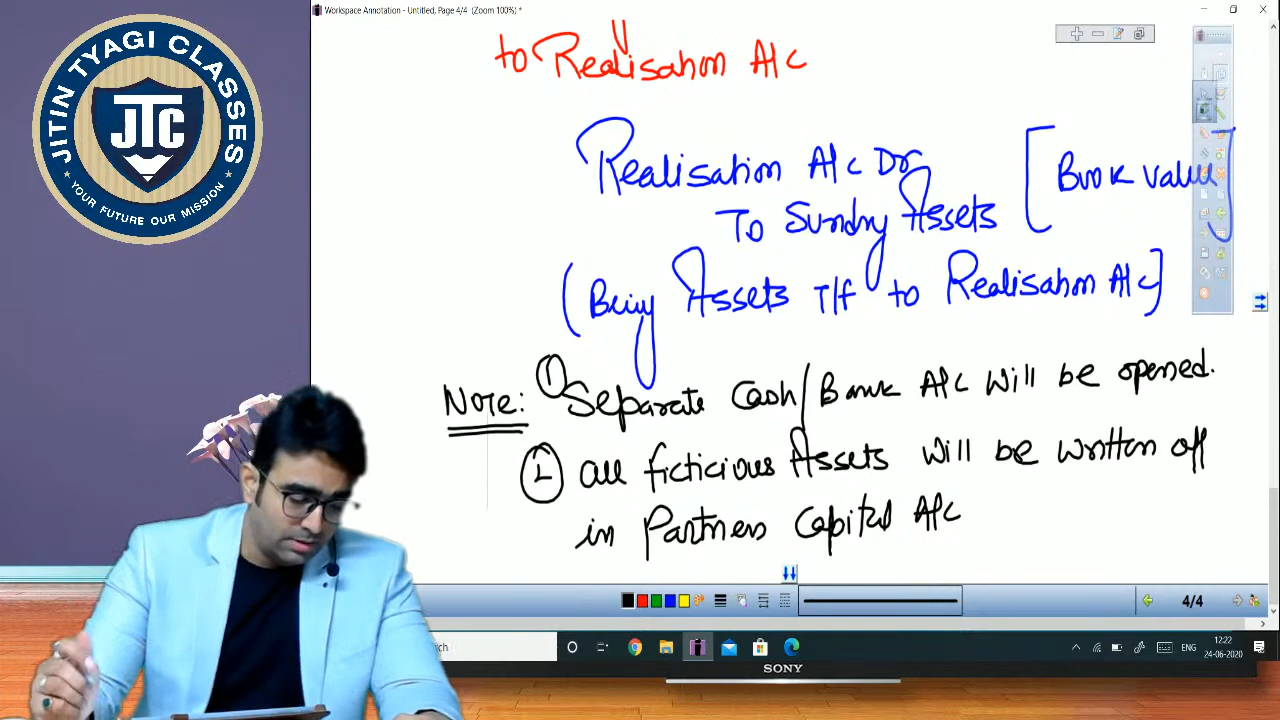 Workspace Annotation - Untitled, Page 4/4 (Zoom 100%) *
JITIN TYAGI CLASSES
JTC
YOUR FUTURE OUR MISSION
to Realisation A/c
Realisation A/c Dr
To Sundry Assets [Book value]
(Being Assets T/f to Realisation A/c]
Note: ① Separate Cash/Bank A/c will be opened.
② all ficticious Assets will be written off
in Partners Capital A/c
4/4
rch
ENG
12:22
24-06-2020
SONY